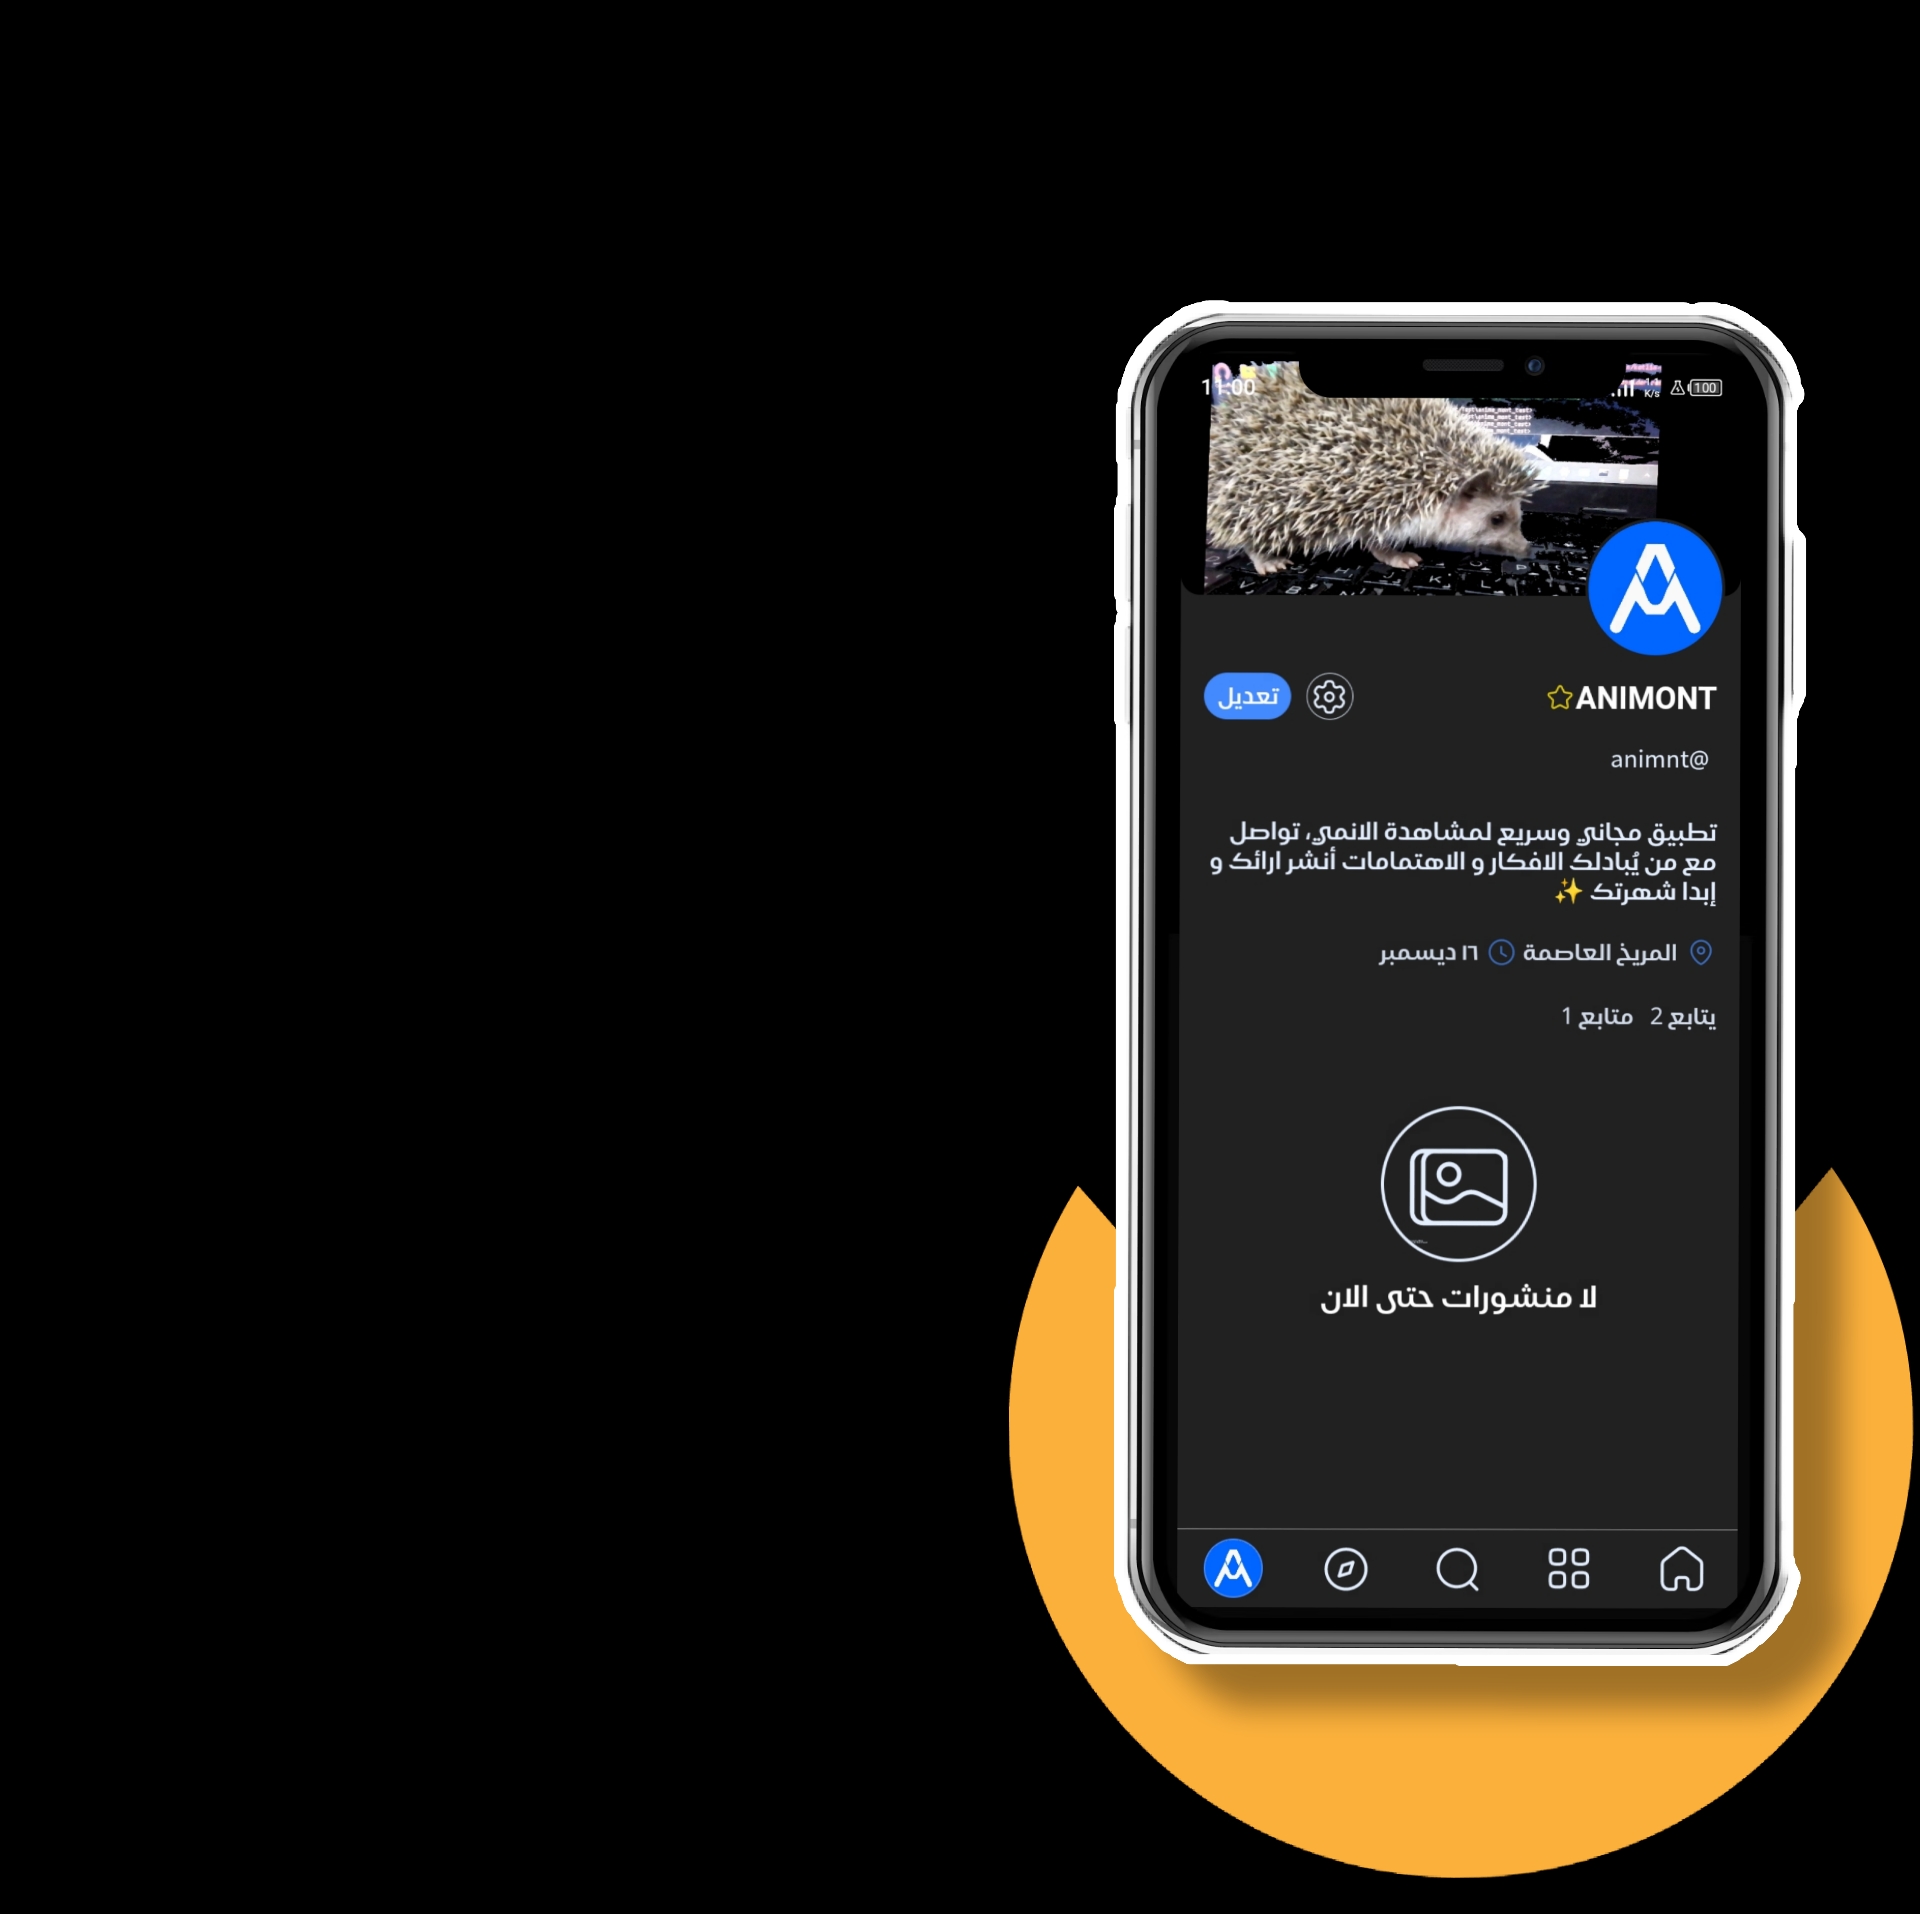 11:00
K/s
100
ANIMONT
تعديل
animnt@
تطبيق مجاني وسريع لمشاهدة الانمي، تواصل
مع من يُبادلك الافكار و الاهتمامات أنشر ارائك و
إبدا شهرتك ✨
المريخ العاصمة ١٦ ديسمبر
يتابع 2 متابع 1
لا منشورات حتى الان